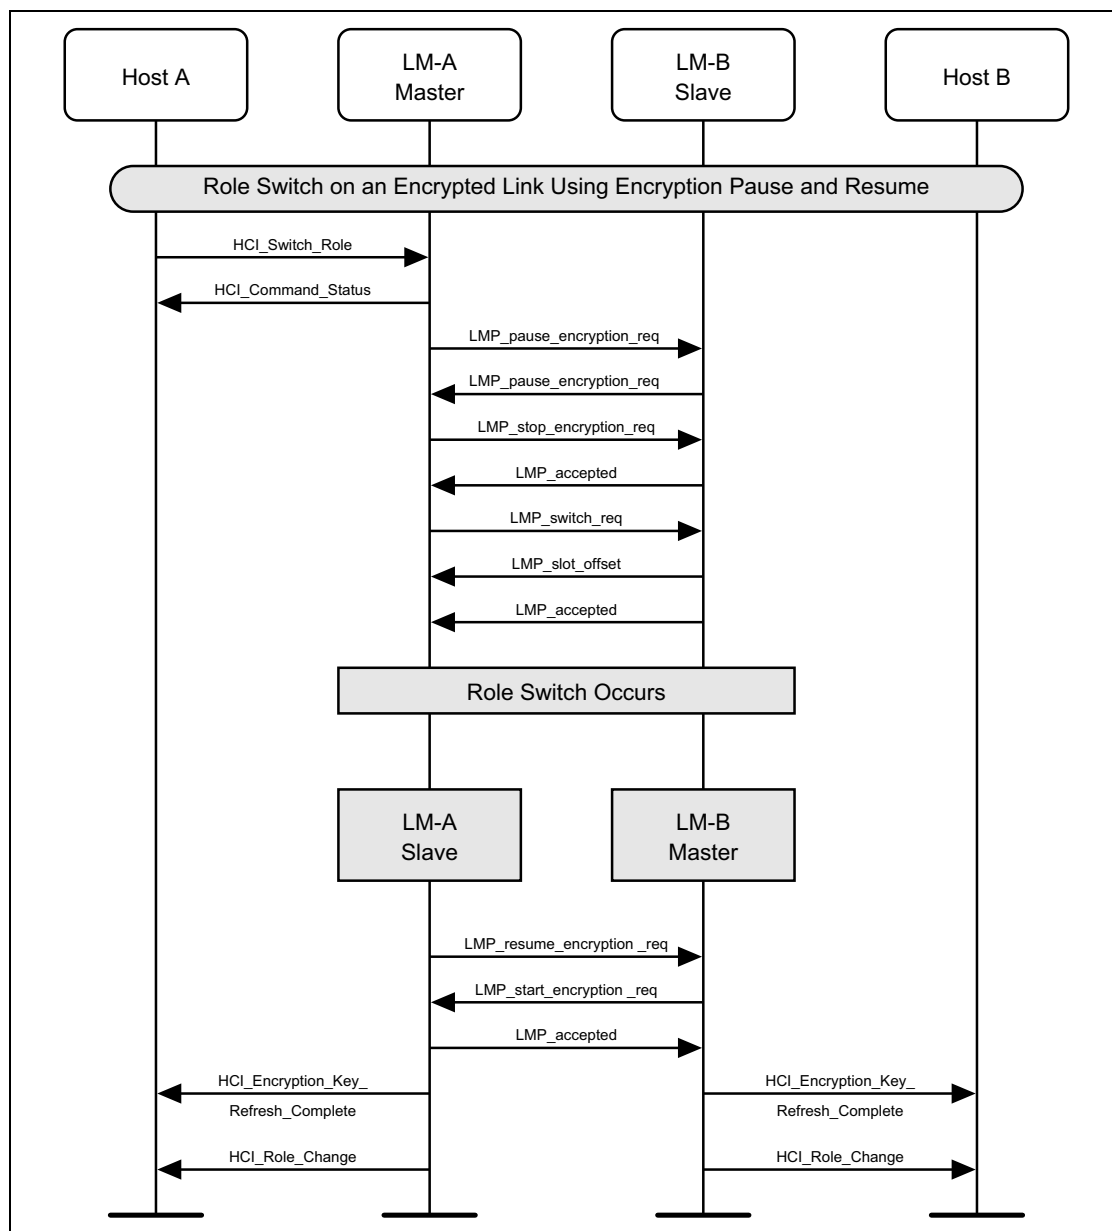 Host A
LM-A
Master
LM-B
Slave
Host B
Role Switch on an Encrypted Link Using Encryption Pause and Resume
HCI_Switch_Role
HCI_Command_Status
LMP_pause_encryption_req
LMP_pause_encryption_req
LMP_stop_encryption_req
LMP_accepted
LMP_switch_req
LMP_slot_offset
LMP_accepted
Role Switch Occurs
LM-A
Slave
LM-B
Master
LMP_resume_encryption _req
LMP_start_encryption _req
LMP_accepted
HCI_Encryption_Key_
Refresh_Complete
HCI_Encryption_Key_
Refresh_Complete
HCI_Role_Change
HCI_Role_Change